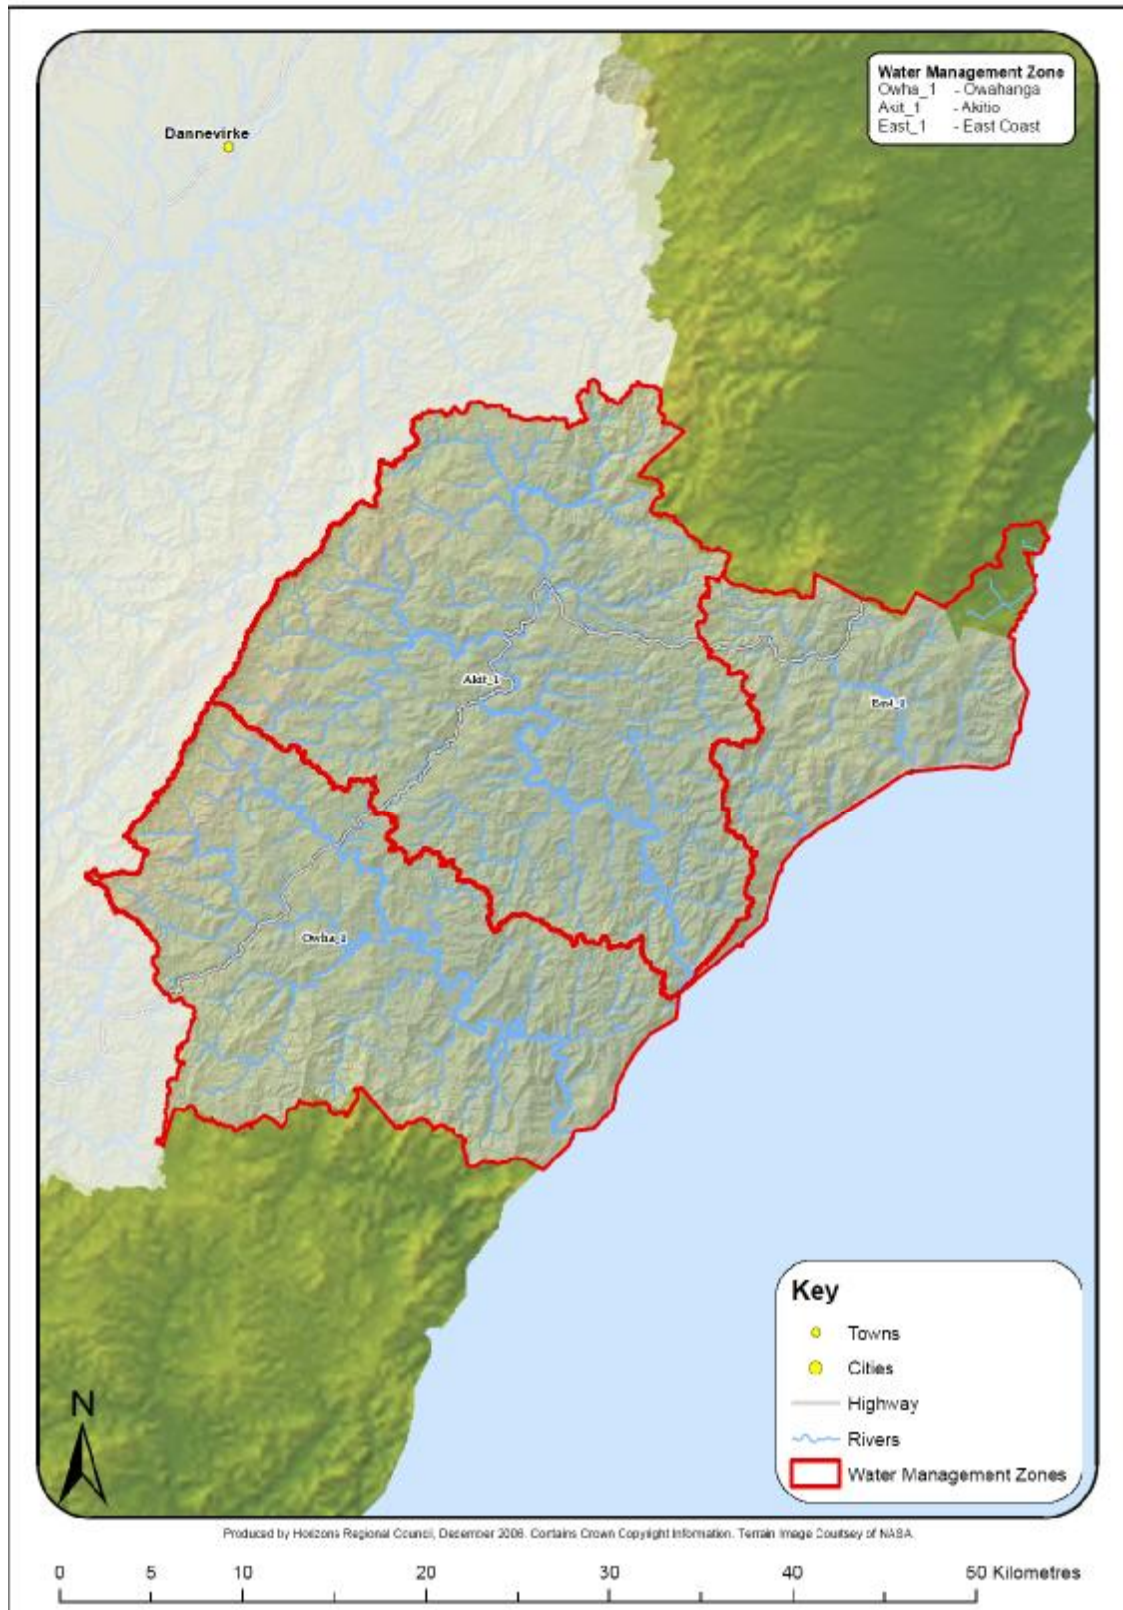 Water Management Zone
Owha_1 - Owahanga
Akit_1 - Akitio
East_1 - East Coast
Dannevirke
Akit_1
East_1
Owha_1
Key
Towns
Cities
Highway
Rivers
Water Management Zones
N
Produced by Horizons Regional Council, December 2006. Contains Crown Copyright Information. Terrain Image Courtsey of NASA.
0 5 10 20 30 40 50 Kilometres